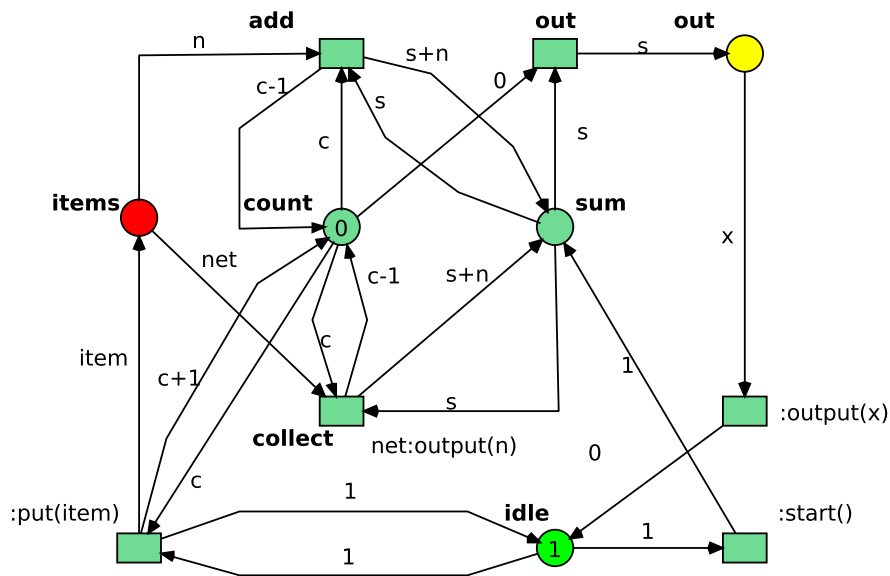 add
out
out
n
s+n
s
c-1
0
s
c
s
items
count
sum
0
net
x
c-1
s+n
item
c
1
c+1
s
:output(x)
collect
net:output(n)
0
c
1
:put(item)
idle
:start()
1
1
1